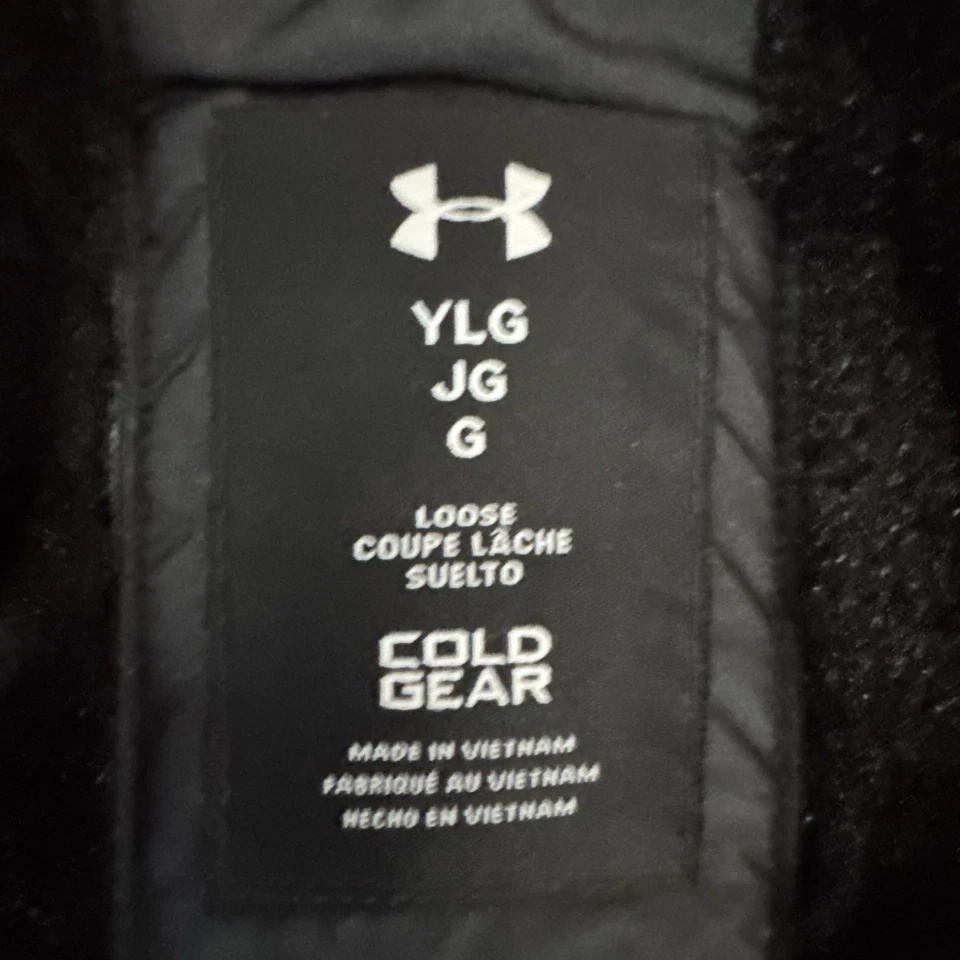 YLG
JG
G
LOOSE
COUPE LÂCHE
SUELTO
COLD
GEAR
MADE IN VIETNAM
FABRIQUÉ AU VIETNAM
HECHO EN VIETNAM